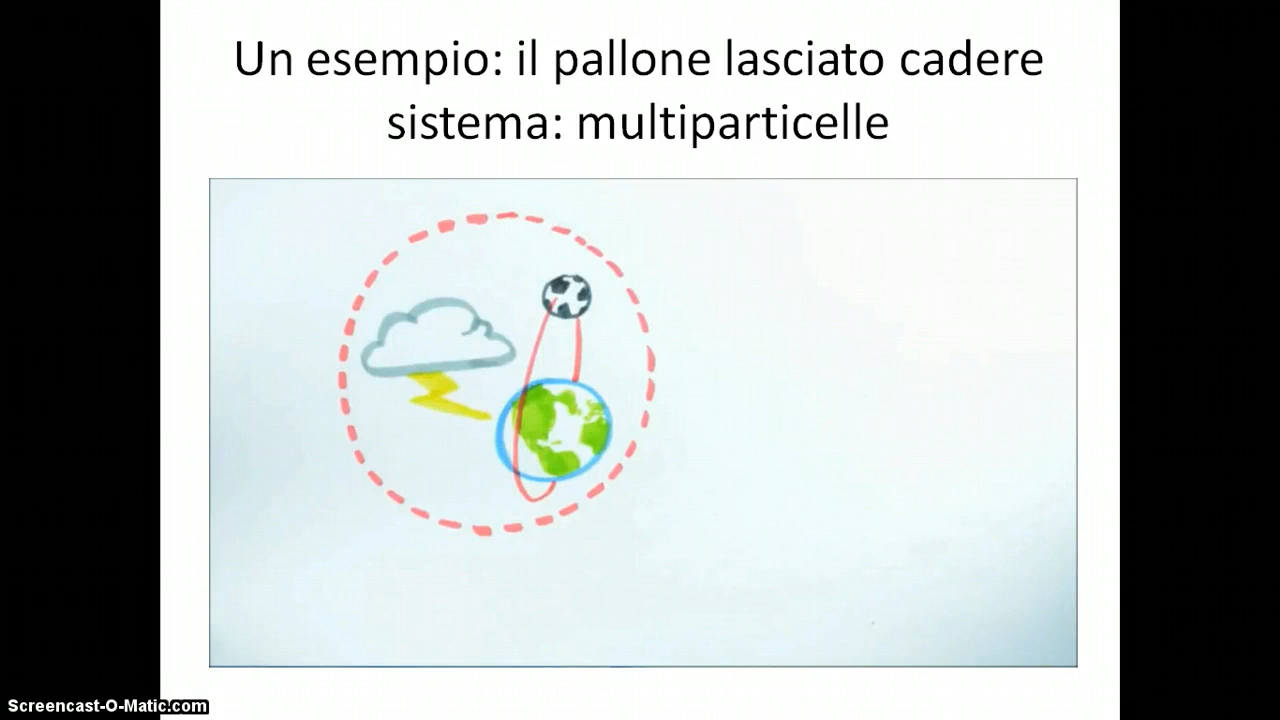 Un esempio: il pallone lasciato cadere
sistema: multiparticelle
Screencast-O-Matic.com